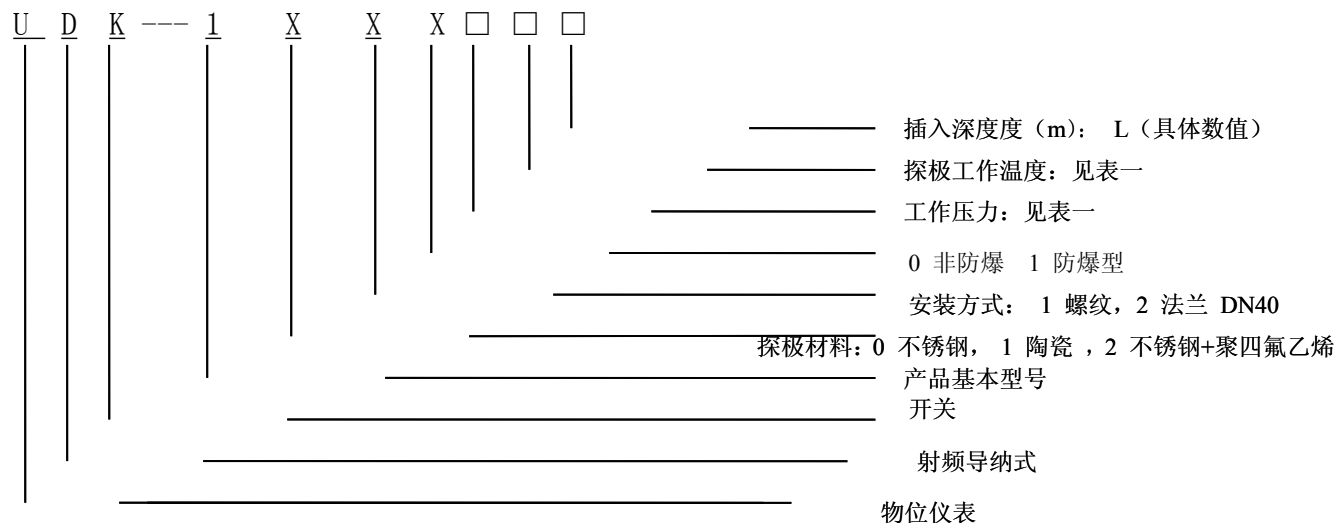 U D K --- 1 X X X □ □ □
插入深度度（m）： L（具体数值）
探极工作温度：见表一
工作压力：见表一
0 非防爆 1 防爆型
安装方式： 1 螺纹，2 法兰 DN40
探极材料：0 不锈钢， 1 陶瓷 ，2 不锈钢+聚四氟乙烯
产品基本型号
开关
射频导纳式
物位仪表